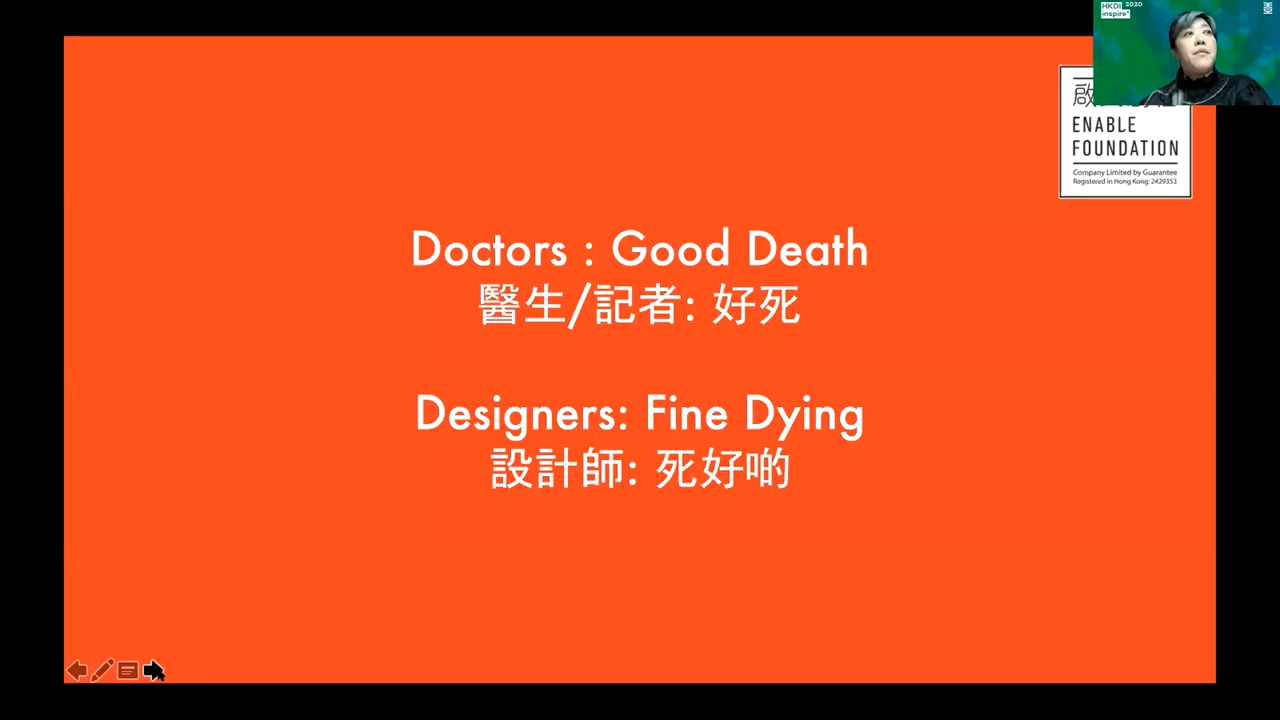 HKDI 2020
inspire*
ENABLE
FOUNDATION
Company Limited by Guarantee
Registered in Hong Kong: 2429353
Doctors : Good Death
醫生/記者: 好死
Designers: Fine Dying
設計師: 死好啲